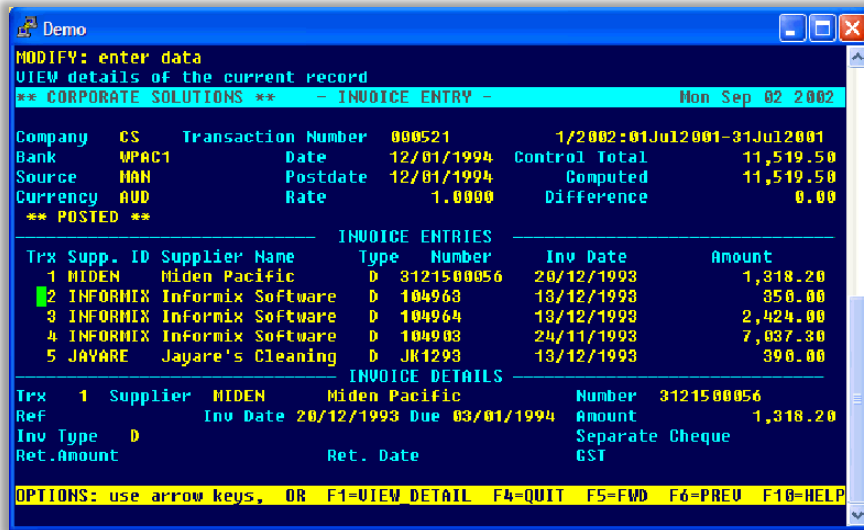 Demo
MODIFY: enter data
VIEW details of the current record
** CORPORATE SOLUTIONS ** - INVOICE ENTRY - Mon Sep 02 2002
Company CS Transaction Number 000521 1/2002:01Jul2001-31Jul2001
Bank WPAC1 Date 12/01/1994 Control Total 11,519.50
Source MAN Postdate 12/01/1994 Computed 11,519.50
Currency AUD Rate 1.0000 Difference 0.00
** POSTED **
INVOICE ENTRIES
Trx Supp. ID Supplier Name Type Number Inv Date Amount
1 MIDEN Miden Pacific D 3121500056 20/12/1993 1,318.20
2 INFORMIX Informix Software D 104963 13/12/1993 350.00
3 INFORMIX Informix Software D 104964 13/12/1993 2,424.00
4 INFORMIX Informix Software D 104903 24/11/1993 7,037.30
5 JAYARE Jayare's Cleaning D JK1293 13/12/1993 390.00
INVOICE DETAILS
Trx 1 Supplier MIDEN Miden Pacific Number 3121500056
Ref Inv Date 20/12/1993 Due 03/01/1994 Amount 1,318.20
Inv Type D Separate Cheque
Ret.Amount Ret. Date GST
OPTIONS: use arrow keys, OR F1=VIEW_DETAIL F4=QUIT F5=FWD F6=PREV F10=HELP